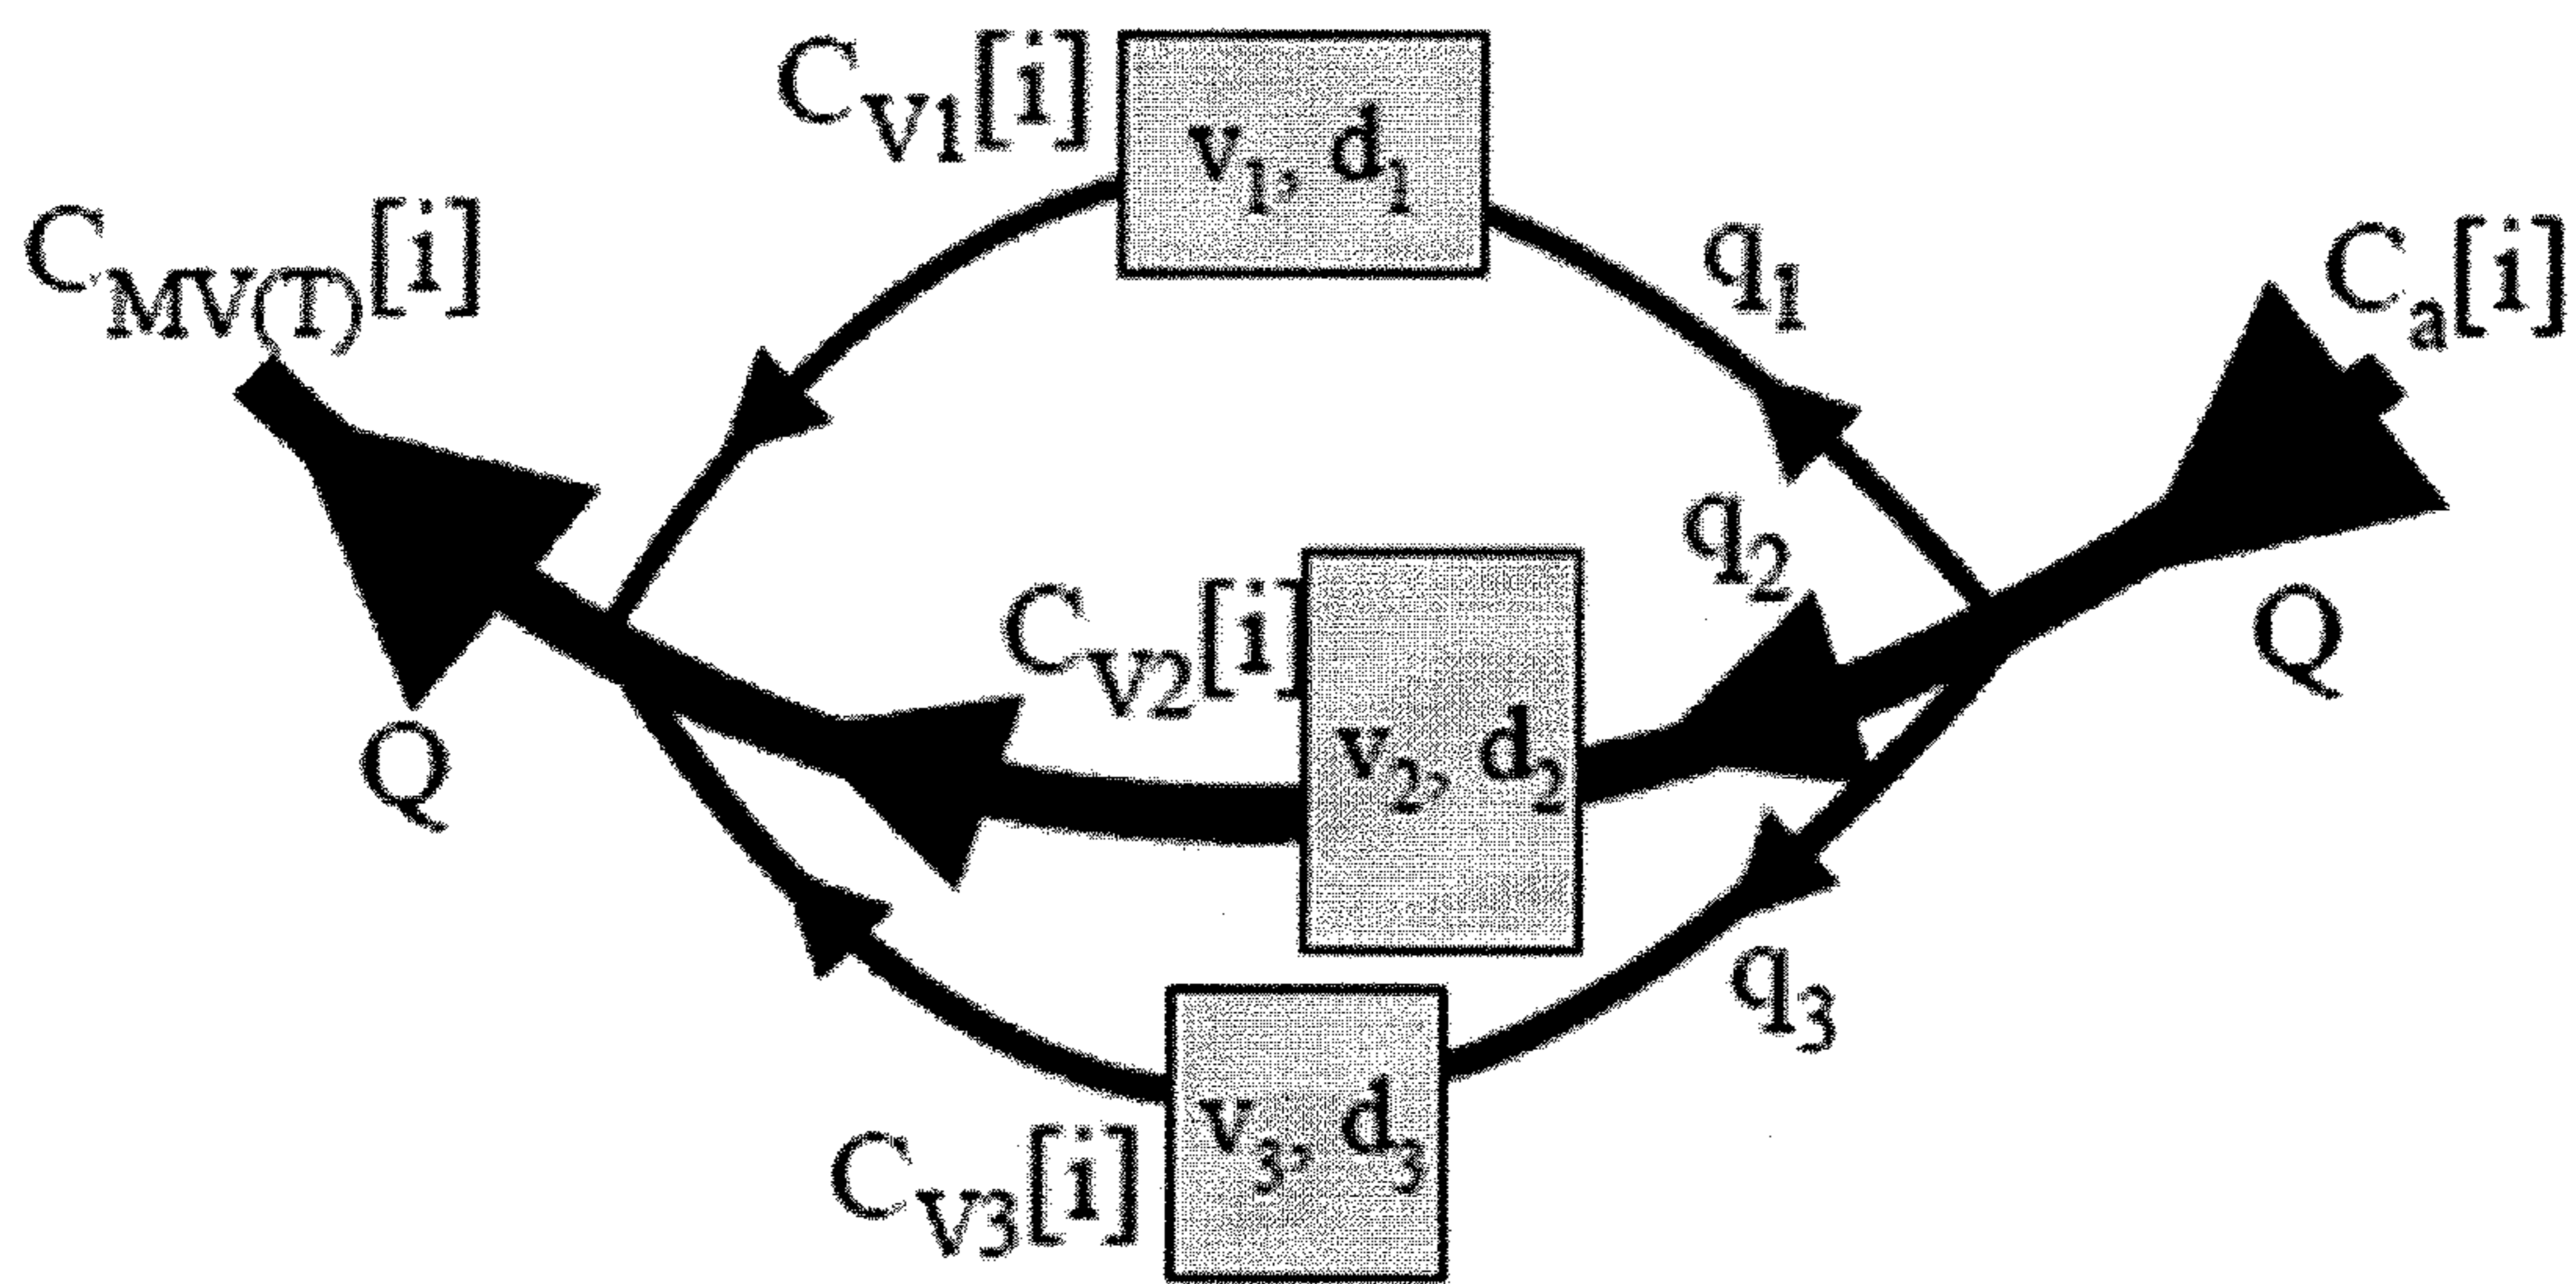 C_V1[i]
v_1, d_1
C_MV(T)[i]
q_1
C_a[i]
q_2
C_V2[i]
Q
v_2, d_2
Q
q_3
C_V3[i]
v_3, d_3